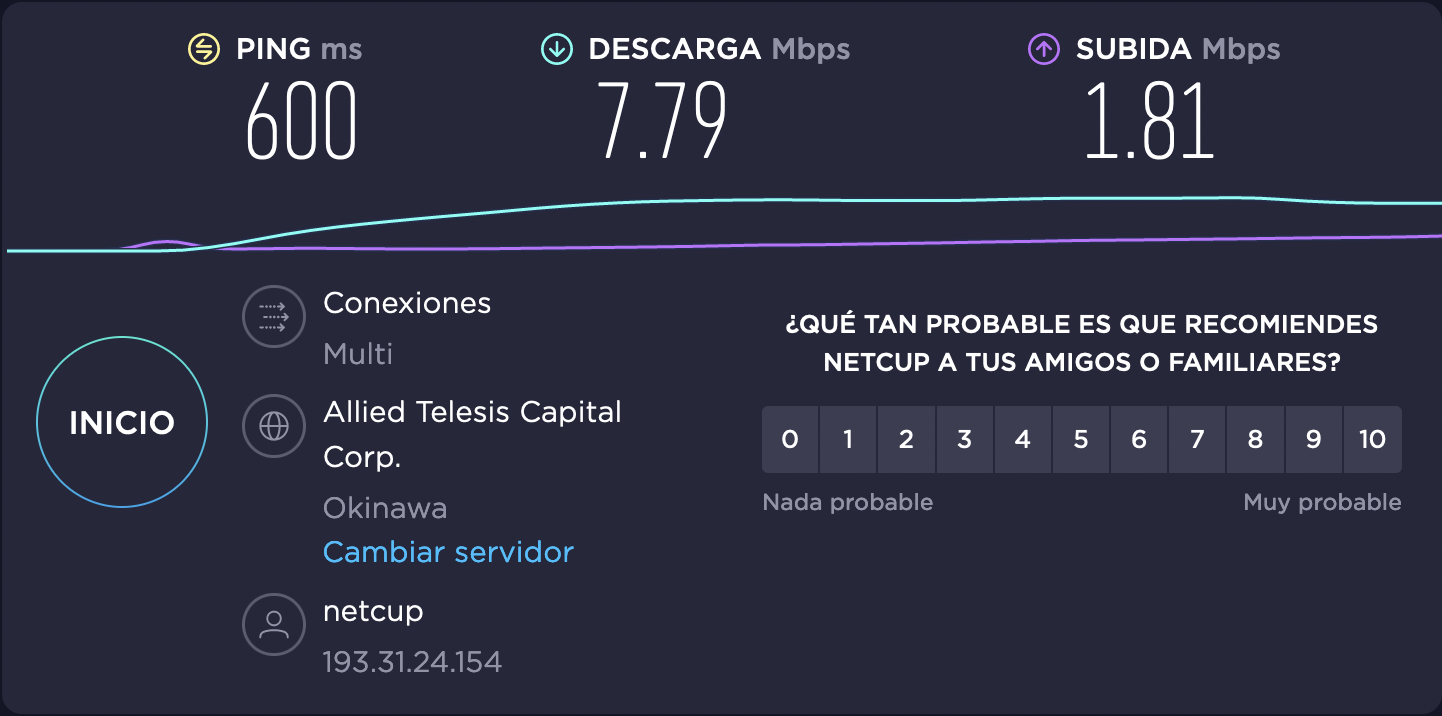 PING ms
600
DESCARGA Mbps
7.79
SUBIDA Mbps
1.81
INICIO
Conexiones
Multi
Allied Telesis Capital
Corp.
Okinawa
Cambiar servidor
netcup
193.31.24.154
¿QUÉ TAN PROBABLE ES QUE RECOMIENDES
NETCUP A TUS AMIGOS O FAMILIARES?
0 1 2 3 4 5 6 7 8 9 10
Nada probable Muy probable